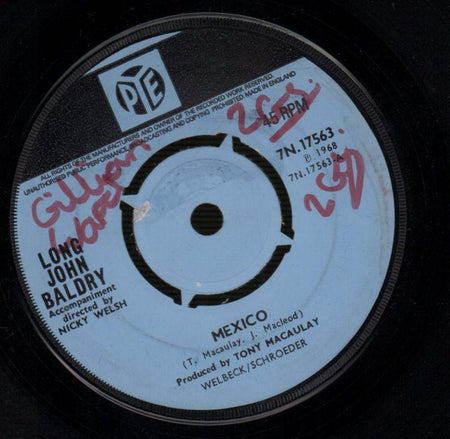 PYE
ALL RIGHTS OF THE MANUFACTURERS AND OWNER OF THE RECORDED WORK RESERVED
UNAUTHORISED PUBLIC PERFORMANCE, BROADCASTING AND COPYING PROHIBITED MADE IN ENGLAND
45 RPM
7N.17563
℗ 1968
7N.17563.A
Gillian
LONG
JOHN
BALDRY
Accompaniment
directed by
NICKY WELSH
MEXICO
(T. Macaulay, J. Macleod)
Produced by TONY MACAULAY
WELBECK/SCHROEDER